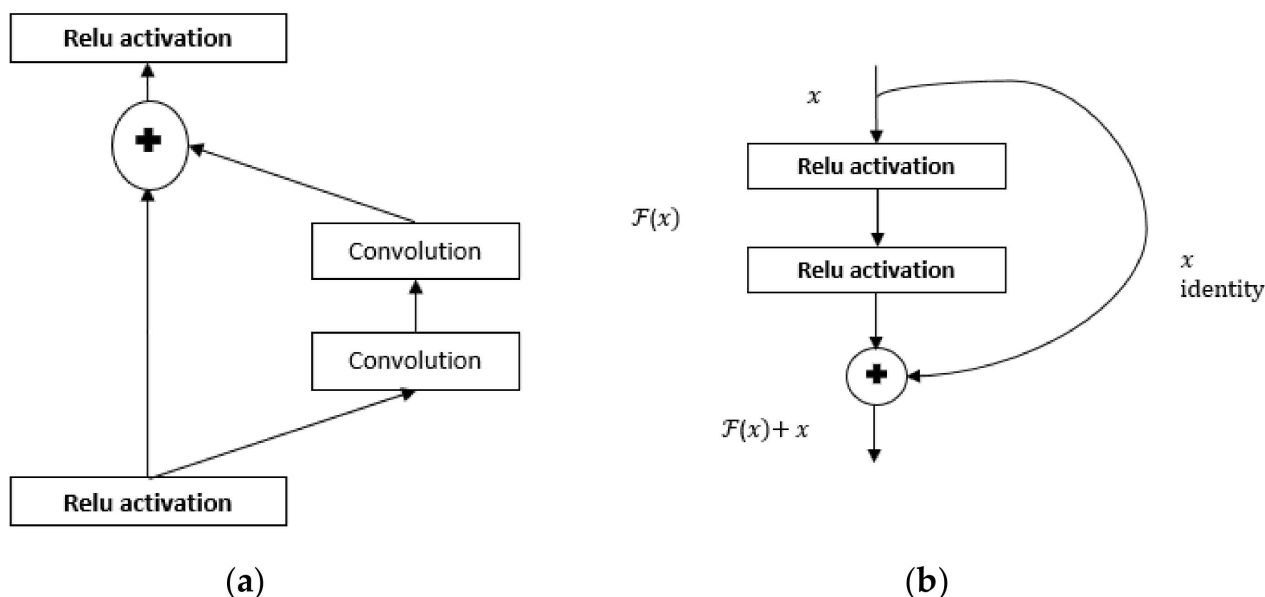 Relu activation
✚
Convolution
Convolution
Relu activation
(a)
x
Relu activation
ℱ(x)
Relu activation
x
identity
✚
ℱ(x)+ x
(b)